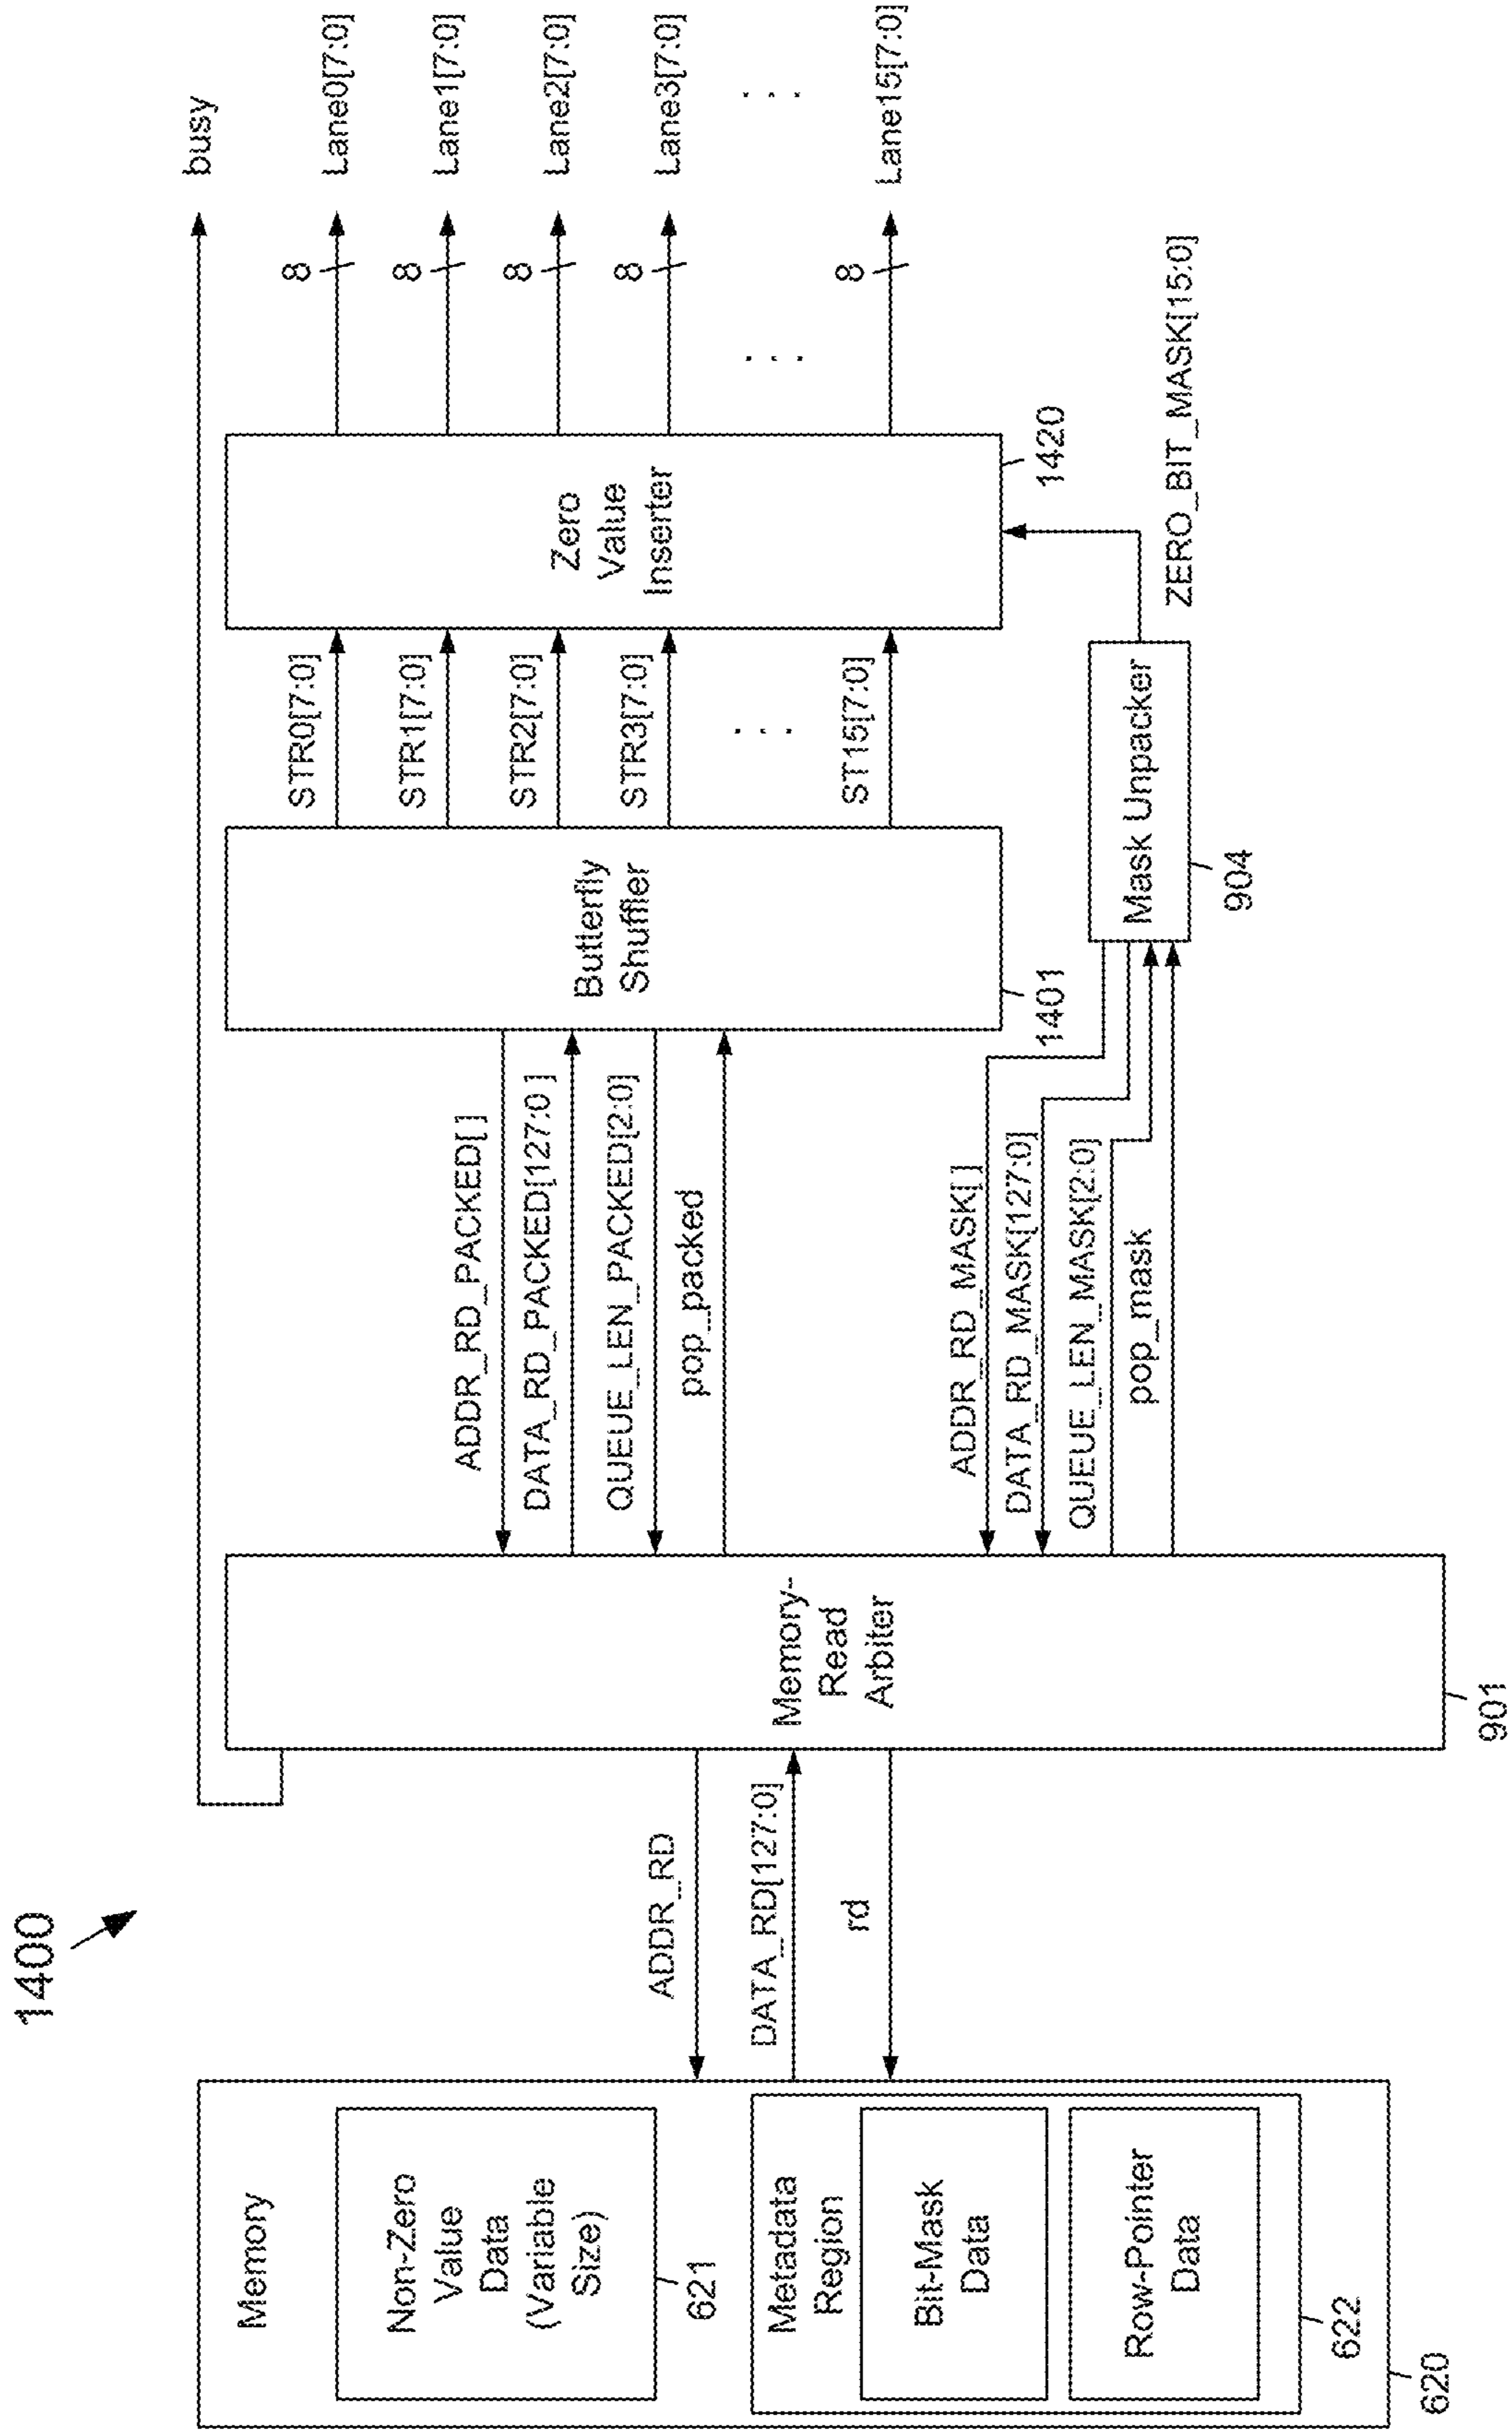 1400
busy
Memory
Non-Zero
Value
Data
(Variable
Size)
621
Metadata
Region
Bit-Mask
Data
Row-Pointer
Data
622
620
ADDR_RD
DATA_RD[127:0]
rd
Memory-
Read
Arbiter
901
ADDR_RD_PACKED[ ]
DATA_RD_PACKED[127:0 ]
QUEUE_LEN_PACKED[2:0]
pop_packed
ADDR_RD_MASK[ ]
DATA_RD_MASK[127:0]
QUEUE_LEN_MASK[2:0]
pop_mask
Butterfly
Shuffler
1401
Mask Unpacker
904
STR0[7:0]
STR1[7:0]
STR2[7:0]
STR3[7:0]
. . .
ST15[7:0]
Zero
Value
Inserter
1420
ZERO_BIT_MASK[15:0]
8
8
8
8
. . .
8
Lane0[7:0]
Lane1[7:0]
Lane2[7:0]
Lane3[7:0]
. . .
Lane15[7:0]